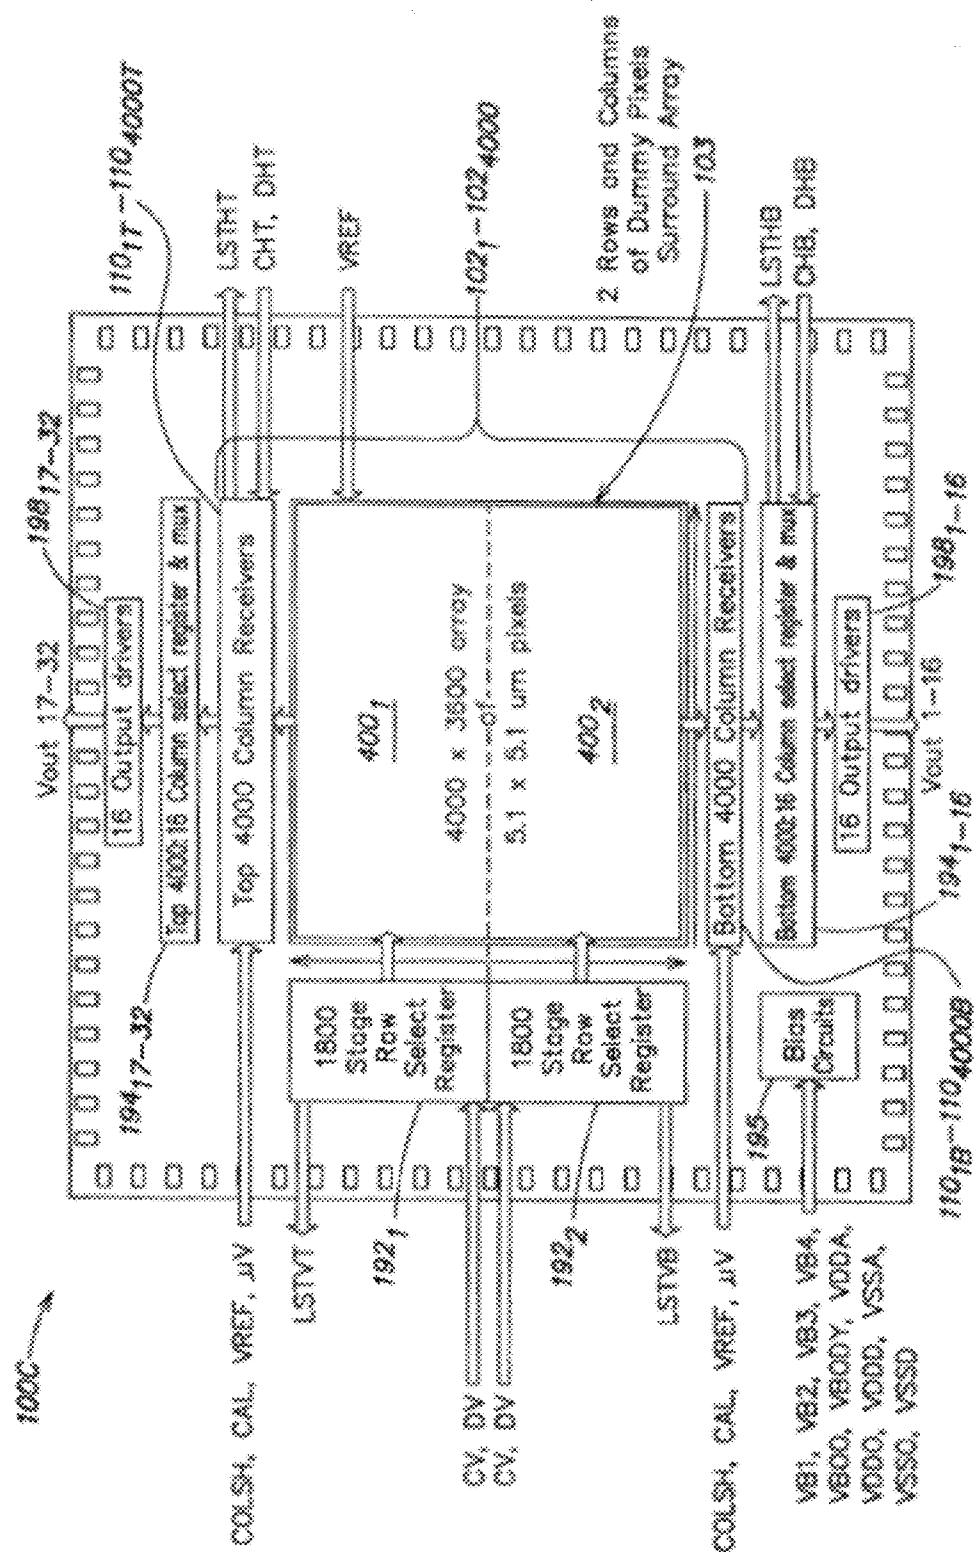 100C
Vout 17-32
198 17-32
16 Output drivers
194 17-32
Top 4000:16 Column select register & mux
110 1T - 110 4000T
Top 4000 Column Receivers
COLSH, CAL, VREF, μV
LSTHT
CHT, DHT
VREF
LSTVT
1800
Stage
Row
Select
Register
192 1
400 1
4000 x 3600 array
of
5.1 x 5.1 um pixels
400 2
102 1 - 102 4000
CV, DV
CV, DV
1800
Stage
Row
Select
Register
192 2
LSTVB
2 Rows and Columns
of Dummy Pixels
Surround Array
103
COLSH, CAL, VREF, μV
Bottom 4000 Column Receivers
195
Bias
Circuits
Bottom 4000:16 Column select register & mux
LSTHB
CHB, DHB
VB1, VB2, VB3, VB4,
VBOO, VBODY, VDDA,
VDDO, VDDD, VSSA,
VSSO, VSSD
16 Output drivers
198 1-16
Vout 1-16
194 1-16
110 1B - 110 4000B